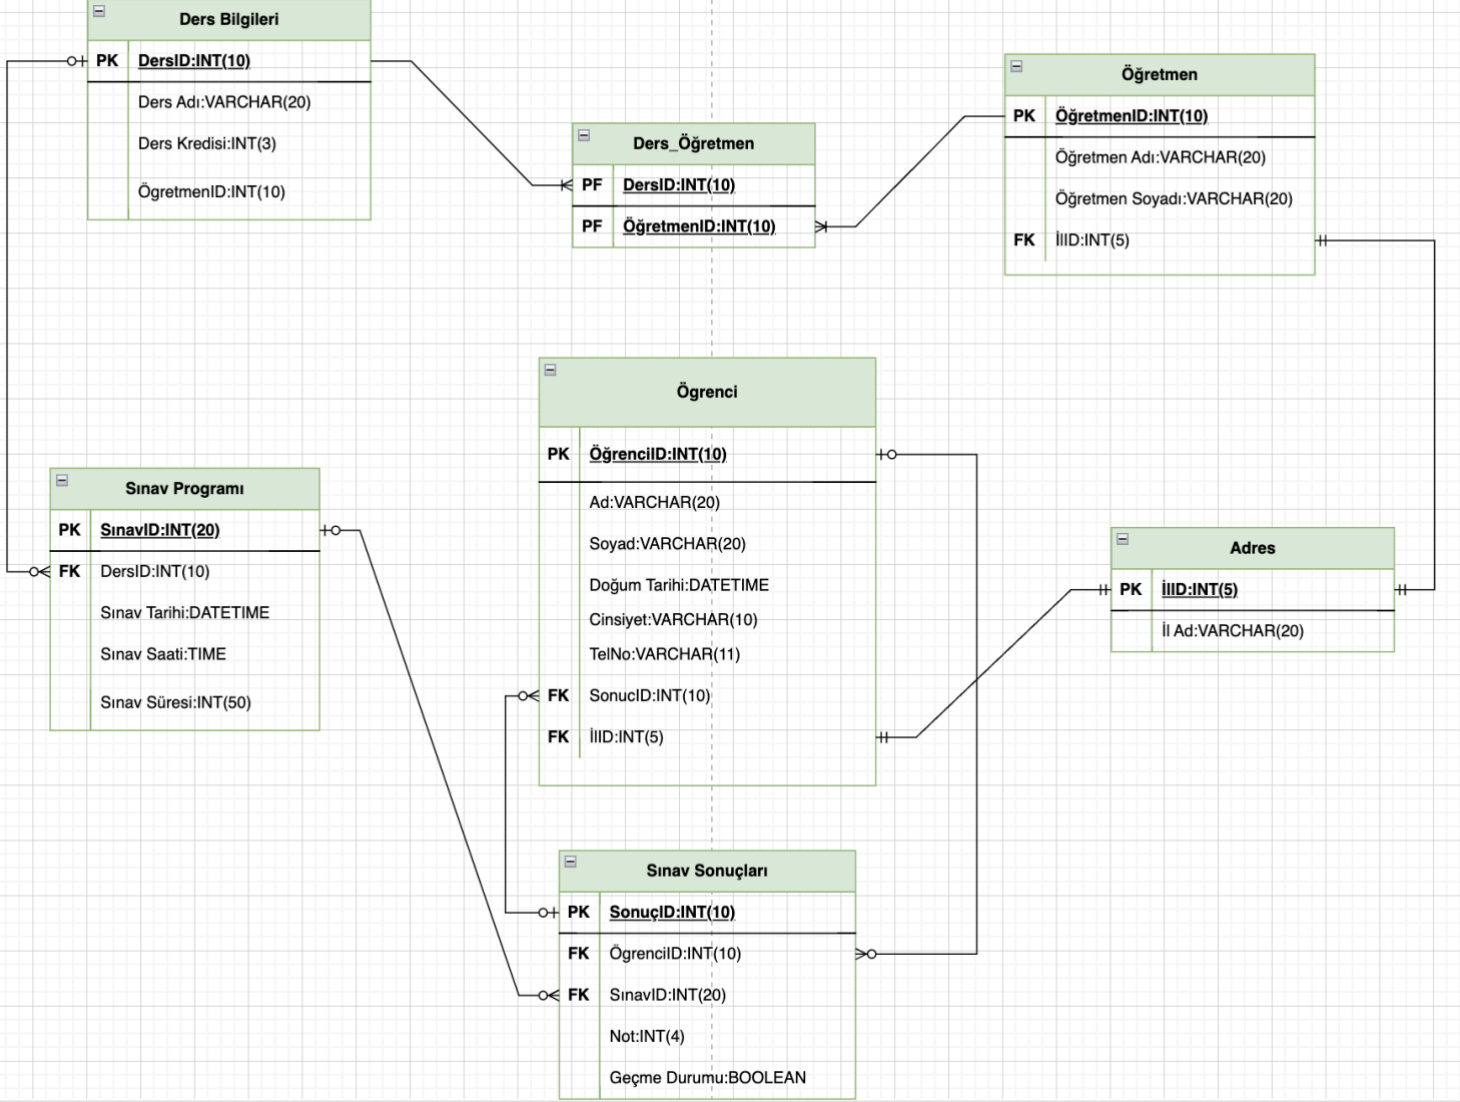 Ders Bilgileri
PK DersID:INT(10)
Ders Adı:VARCHAR(20)
Ders Kredisi:INT(3)
ÖgretmenID:INT(10)
Ders_Öğretmen
PF DersID:INT(10)
PF ÖğretmenID:INT(10)
Öğretmen
PK ÖğretmenID:INT(10)
Öğretmen Adı:VARCHAR(20)
Öğretmen Soyadı:VARCHAR(20)
FK İlID:INT(5)
Ögrenci
PK ÖğrenciID:INT(10)
Ad:VARCHAR(20)
Soyad:VARCHAR(20)
Doğum Tarihi:DATETIME
Cinsiyet:VARCHAR(10)
TelNo:VARCHAR(11)
FK SonucID:INT(10)
FK İlID:INT(5)
Sınav Programı
PK SınavID:INT(20)
FK DersID:INT(10)
Sınav Tarihi:DATETIME
Sınav Saati:TIME
Sınav Süresi:INT(50)
Adres
PK İlID:INT(5)
İl Ad:VARCHAR(20)
Sınav Sonuçları
PK SonuçID:INT(10)
FK ÖgrenciID:INT(10)
FK SınavID:INT(20)
Not:INT(4)
Geçme Durumu:BOOLEAN